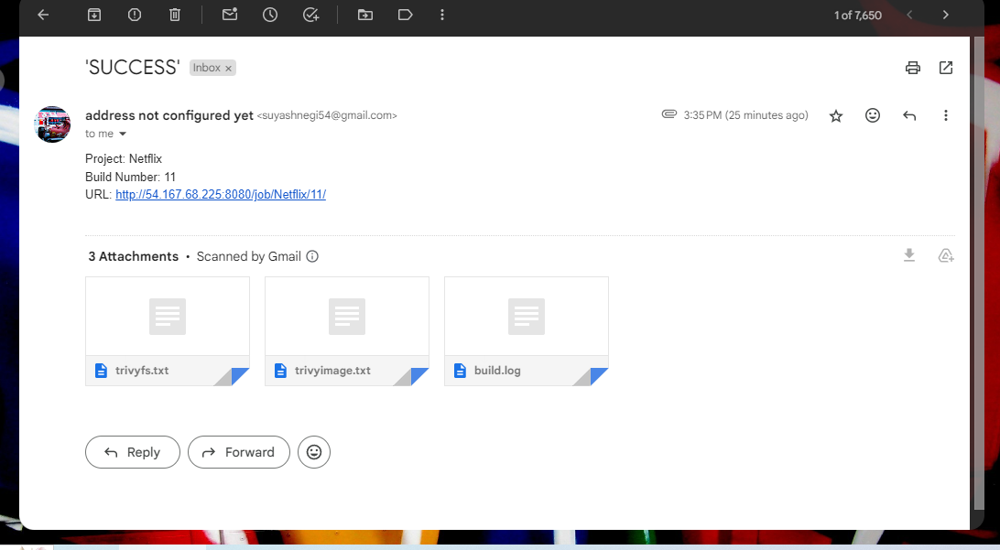 1 of 7,650
'SUCCESS' Inbox ×
address not configured yet <suyashnegi54@gmail.com>
3:35 PM (25 minutes ago)
to me
Project: Netflix
Build Number: 11
URL: http://54.167.68.225:8080/job/Netflix/11/
3 Attachments • Scanned by Gmail
trivyfs.txt
trivyimage.txt
build.log
Reply
Forward